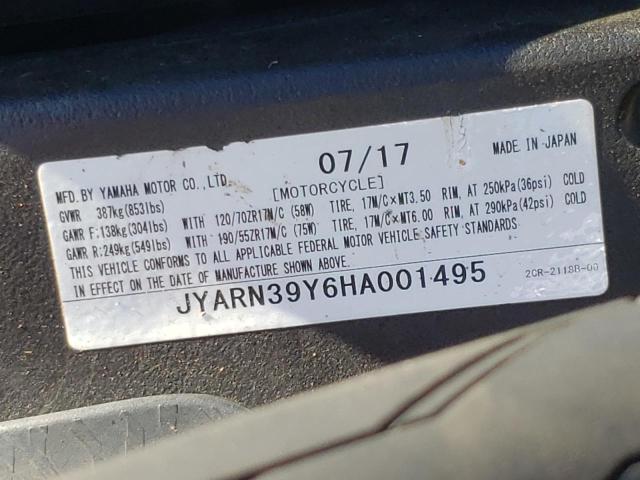 07/17 MADE IN JAPAN
MFD. BY YAMAHA MOTOR CO., LTD. [MOTORCYCLE]
GVWR 387kg(853lbs)
GAWR F:138kg(304lbs) WITH 120/70ZR17M/C (58W) TIRE, 17M/C×MT3.50 RIM, AT 250kPa(36psi) COLD
GAWR R:249kg(549lbs) WITH 190/55ZR17M/C (75W) TIRE, 17M/C×MT6.00 RIM, AT 290kPa(42psi) COLD
THIS VEHICLE CONFORMS TO ALL APPLICABLE FEDERAL MOTOR VEHICLE SAFETY STANDARDS
IN EFFECT ON THE DATE OF MANUFACTURE SHOWN ABOVE.
JYARN39Y6HA001495 2CR-2118B-00